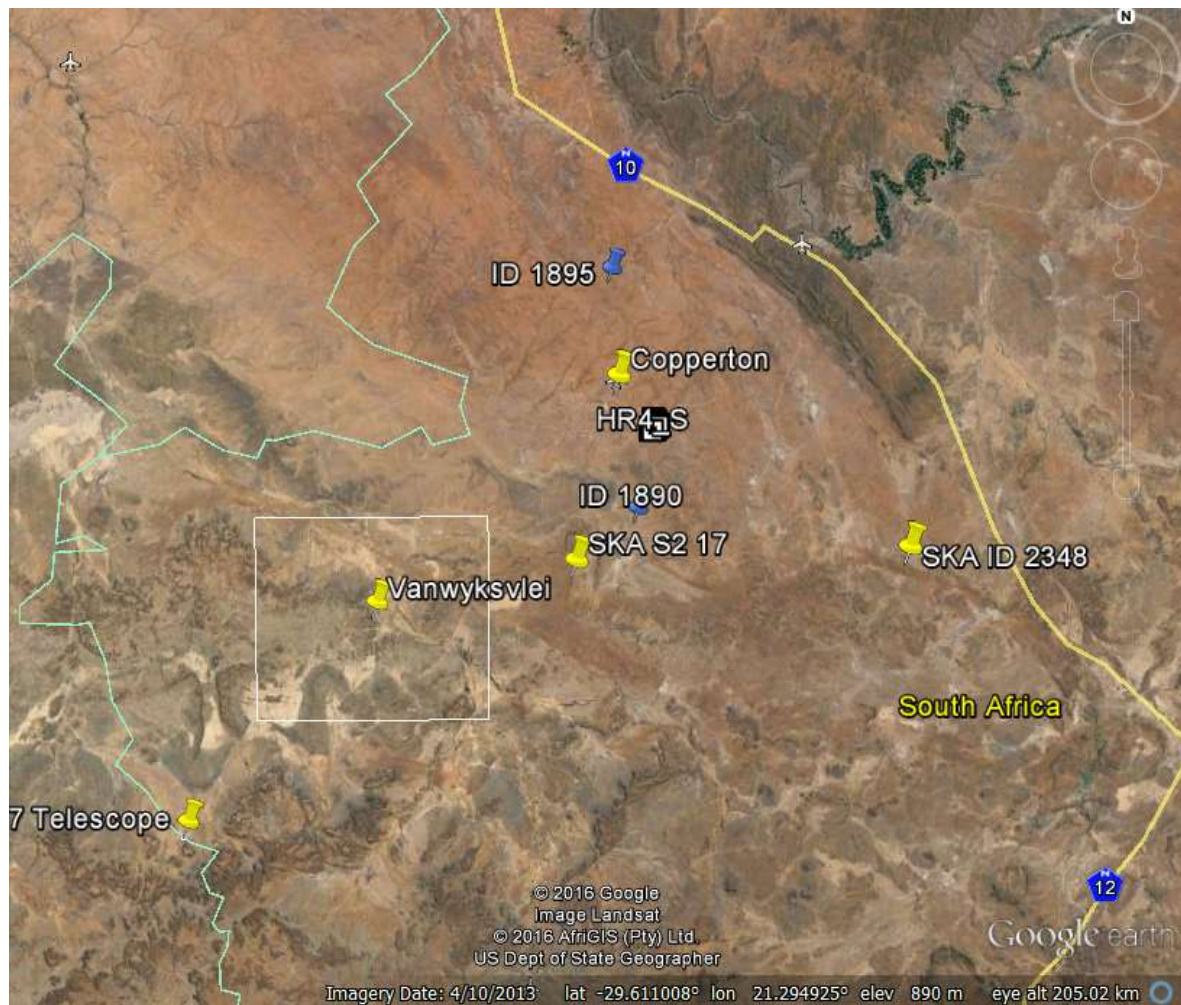 N
N
10
ID 1895
Copperton
HR4_S
ID 1890
SKA S2 17
SKA ID 2348
Vanwyksvlei
South Africa
7 Telescope
N
12
© 2016 Google
Image Landsat
© 2016 AfriGIS (Pty) Ltd.
US Dept of State Geographer
Google earth
Imagery Date: 4/10/2013 lat -29.611008° lon 21.294925° elev 890 m eye alt 205.02 km